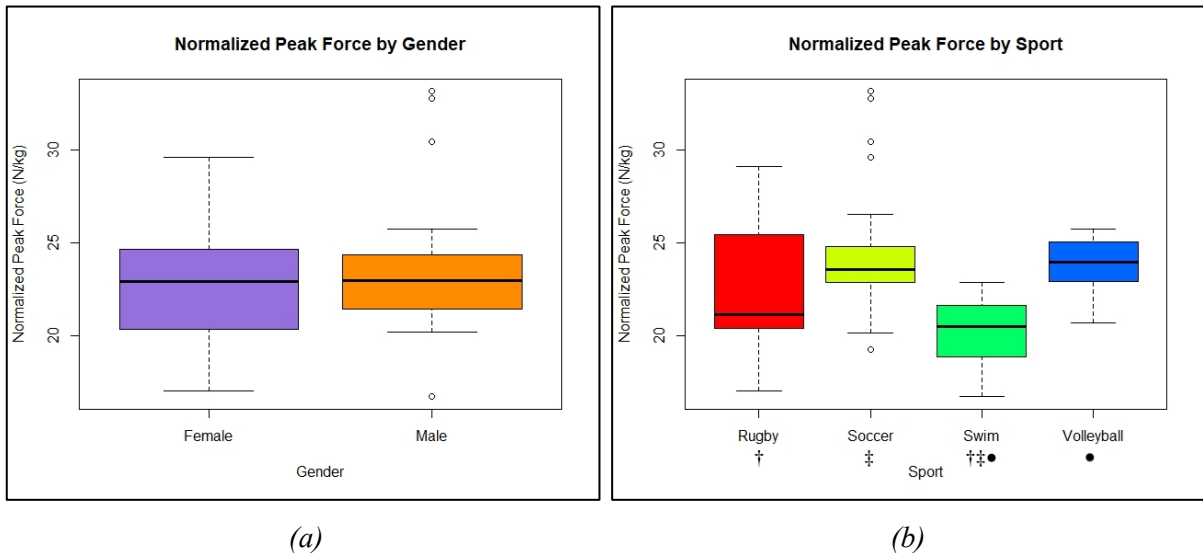 Normalized Peak Force by Gender
Normalized Peak Force (N/kg)
30
25
20
Female Male
Gender
(a)
Normalized Peak Force by Sport
Normalized Peak Force (N/kg)
30
25
20
Rugby Soccer Swim Volleyball
† ‡ †‡● ●
Sport
(b)